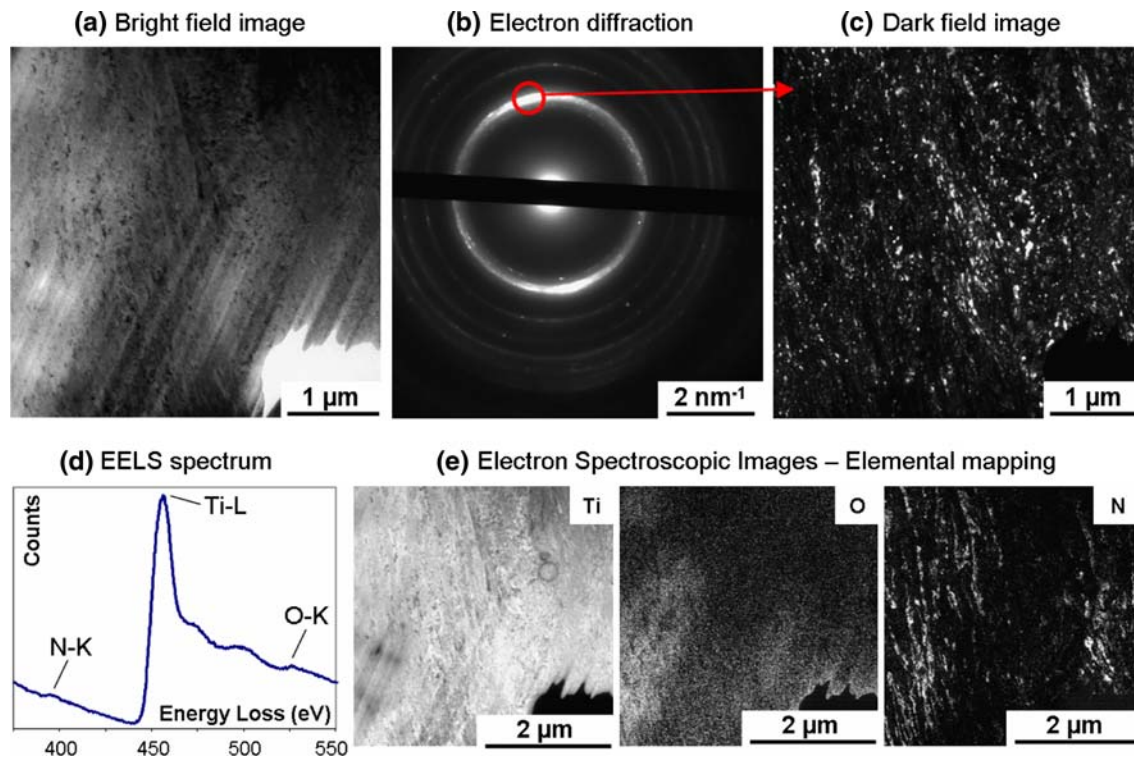 (a) Bright field image
(b) Electron diffraction
(c) Dark field image
1 µm
2 nm-1
1 µm
(d) EELS spectrum
(e) Electron Spectroscopic Images – Elemental mapping
Counts
Ti-L
N-K
O-K
Energy Loss (eV)
400 450 500 550
Ti
2 µm
O
2 µm
N
2 µm